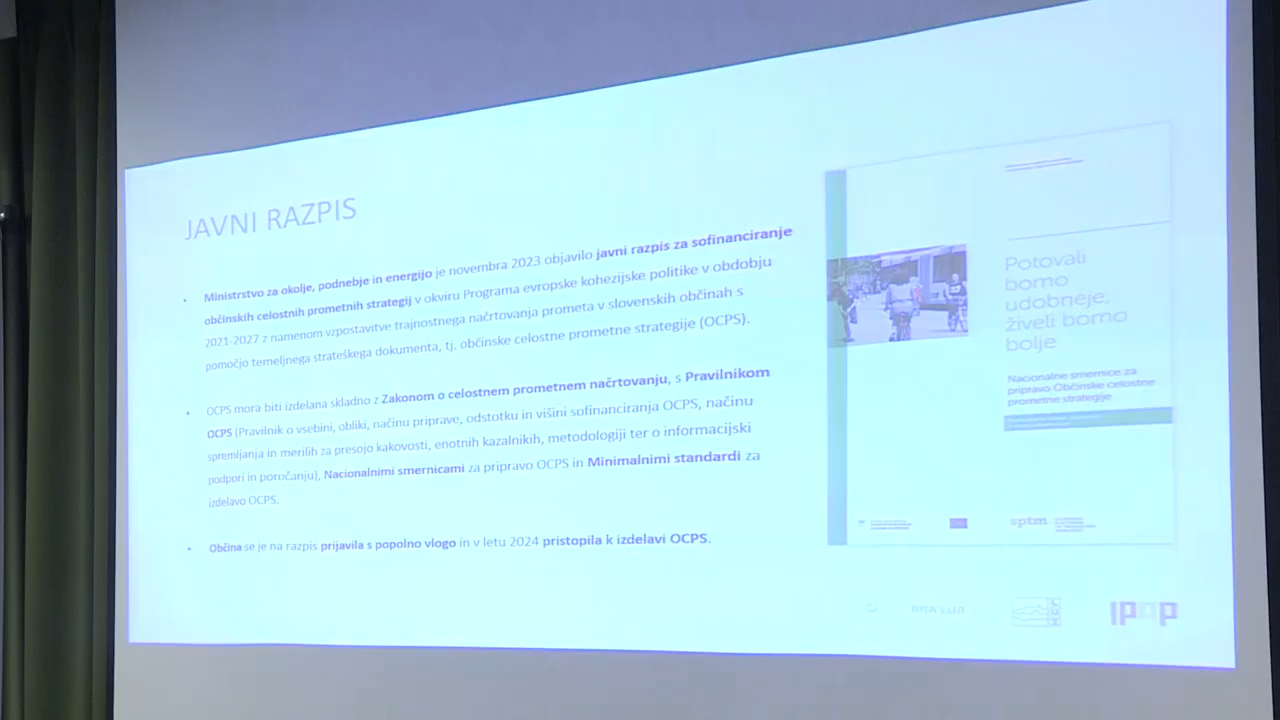 JAVNI RAZPIS
Ministrstvo za okolje, podnebje in energijo je novembra 2023 objavilo javni razpis za sofinanciranje
občinskih celostnih prometnih strategij v okviru Programa evropske kohezijske politike v obdobju
2021-2027 z namenom vzpostavitve trajnostnega načrtovanja prometa v slovenskih občinah s
pomočjo temeljnega strateškega dokumenta, tj. občinske celostne prometne strategije (OCPS).
OCPS mora biti izdelana skladno z Zakonom o celostnem prometnem načrtovanju, s Pravilnikom
OCPS (Pravilnik o vsebini, obliki, načinu priprave, odstotku in višini sofinanciranja OCPS, načinu
spremljanja in merilih za presojo kakovosti, enotnih kazalnikih, metodologiji ter o informacijski
podpori in poročanju), Nacionalnimi smernicami za pripravo OCPS in Minimalnimi standardi za
izdelavo OCPS.
Občina se je na razpis prijavila s popolno vlogo in v letu 2024 pristopila k izdelavi OCPS.
Potovali
bomo
udobneje,
živeli bomo
bolje
Nacionalne smernice za
pripravo Občinske celostne
prometne strategije
sptm
RRA LUR
LUZ
IPOP